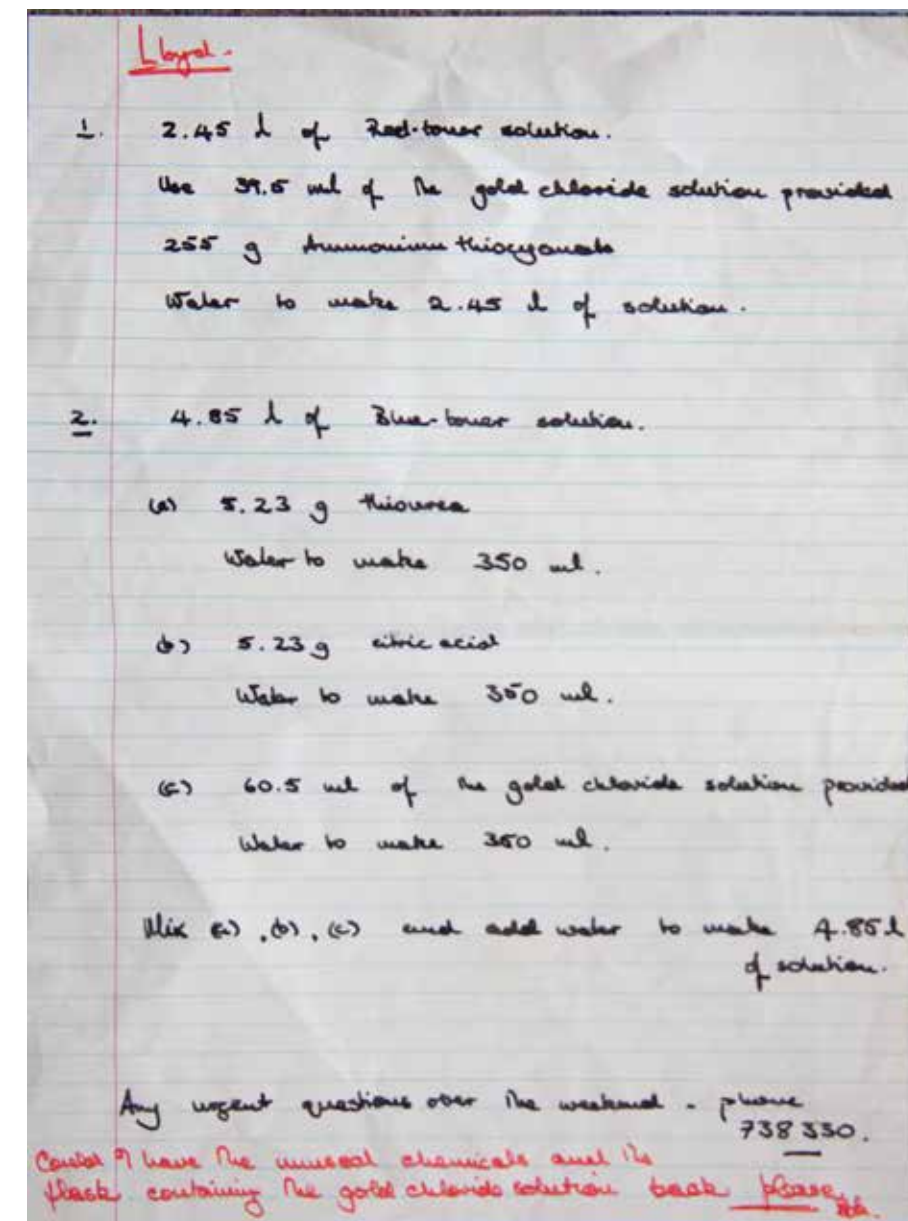 Lloyd.
1. 2.45 l of Red-toner solution.
Use 39.5 ml of the gold chloride solution provided
255 g Ammonium thiocyanate
Water to make 2.45 l of solution.
2. 4.85 l of Blue-toner solution.
(a) 5.23 g thiourea
Water to make 350 ml.
(b) 5.23 g citric acid
Water to make 350 ml.
(c) 60.5 ml of the gold chloride solution provided
Water to make 350 ml.
Mix (a), (b), (c) and add water to make 4.85 l
of solution.
Any urgent questions over the weekend - phone
738 330.
Could I have the unused chemicals and the
flask containing the gold chloride solution back please